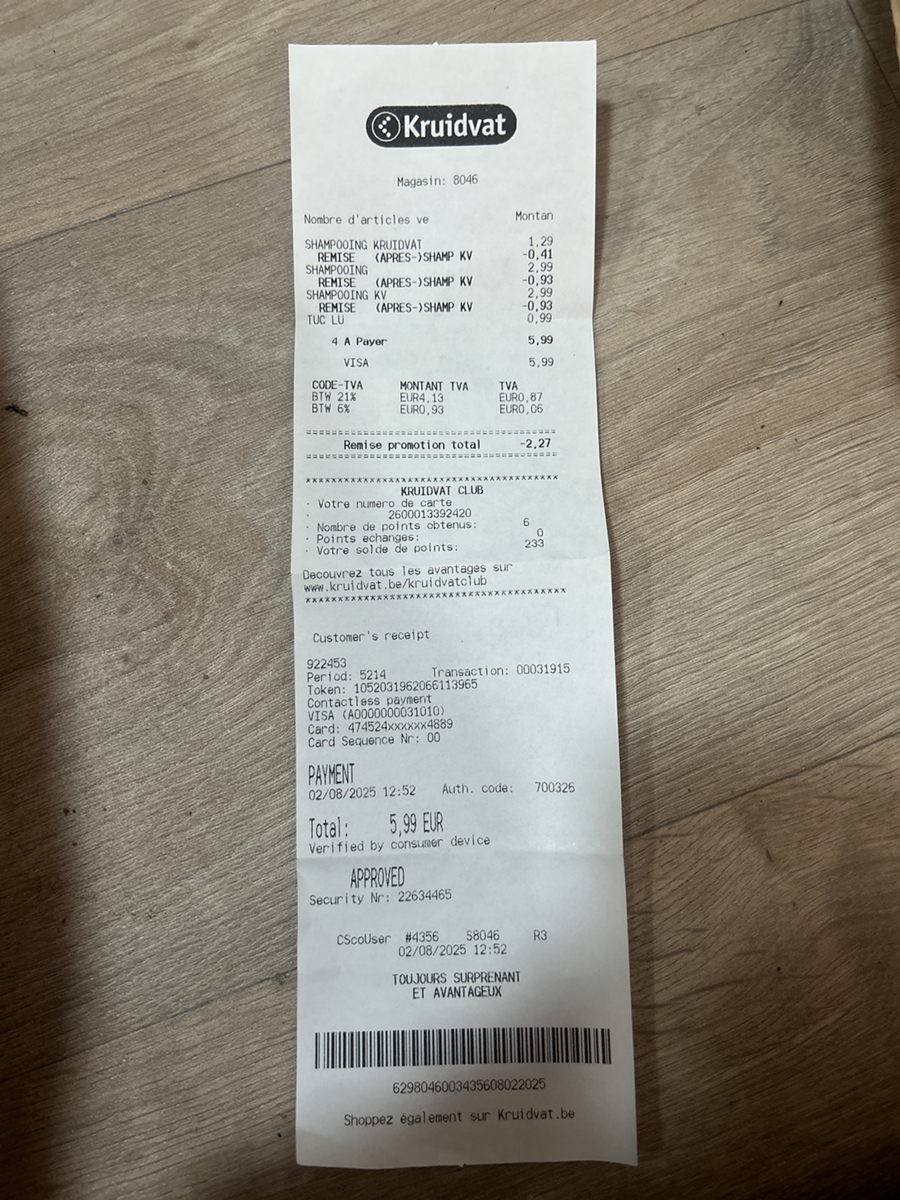 Kruidvat
Magasin: 8046
Nombre d'articles ve Montan
SHAMPOOING KRUIDVAT 1,29
REMISE (APRES-)SHAMP KV -0,41
SHAMPOOING 2,99
REMISE (APRES-)SHAMP KV -0,93
SHAMPOOING KV 2,99
REMISE (APRES-)SHAMP KV -0,93
TUC LU 0,99
4 A Payer 5,99
VISA 5,99
CODE-TVA MONTANT TVA TVA
BTW 21% EUR4,13 EUR0,87
BTW 6% EUR0,93 EUR0,06
==========================================
Remise promotion total -2,27
==========================================
xxxxxxxxxxxxxxxxxxxxxxxxxxxxxxxxxxxxxx
KRUIDVAT CLUB
· Votre numero de carte
· 2600013392420
· Nombre de points obtenus: 6
· Points echanges: 0
· Votre solde de points: 233
Decouvrez tous les avantages sur
www.kruidvat.be/kruidvatclub
xxxxxxxxxxxxxxxxxxxxxxxxxxxxxxxxxxxxxx
Customer's receipt
922453
Period: 5214 Transaction: 00031915
Token: 1052031962066113965
Contactless payment
VISA (A0000000031010)
Card: 474524xxxxxx4889
Card Sequence Nr: 00
PAYMENT
02/08/2025 12:52 Auth. code: 700326
Total: 5,99 EUR
Verified by consumer device
APPROVED
Security Nr: 22634465
CScoUser #4356 S8046 R3
02/08/2025 12:52
TOUJOURS SURPRENANT
ET AVANTAGEUX
6298046003435608022025
Shoppez également sur Kruidvat.be